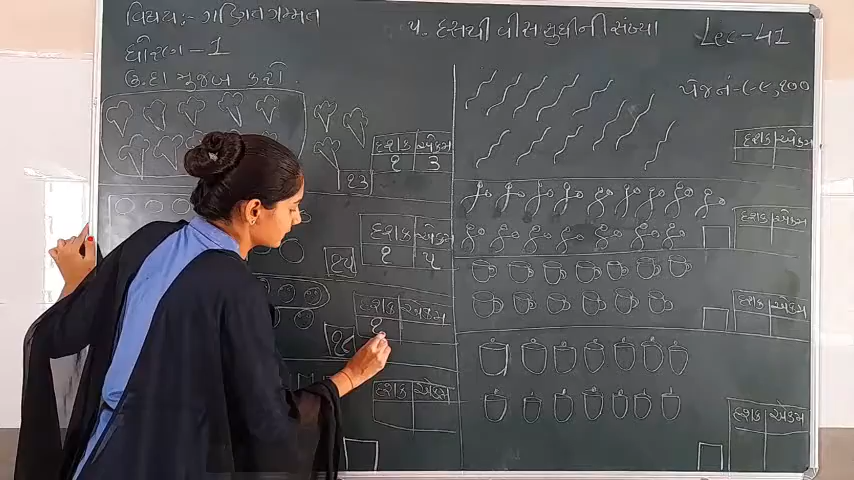 વિષય:- ગણિતગમ્મત
૫. દસથી વીસ સુધીની સંખ્યા
Lec-41
ધોરણ-1
ઉ.દા મુજબ કરો.
પેજનં-૯૯,૧૦૦
દશક એકમ
૧ ૩
૧૩
દશક એકમ
૧ ૫
૧૫
દશક એકમ
૧
દશક એકમ
દશક એકમ
દશક એકમ
દશક એકમ
દશક એકમ